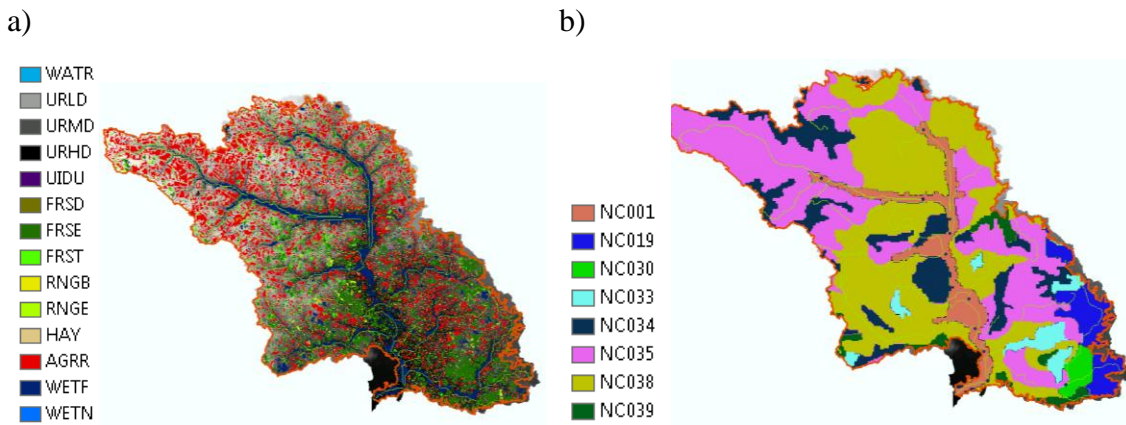 a)
b)
WATR
URLD
URMD
URHD
UIDU
FRSD
FRSE
FRST
RNGB
RNGE
HAY
AGRR
WETF
WETN
NC001
NC019
NC030
NC033
NC034
NC035
NC038
NC039